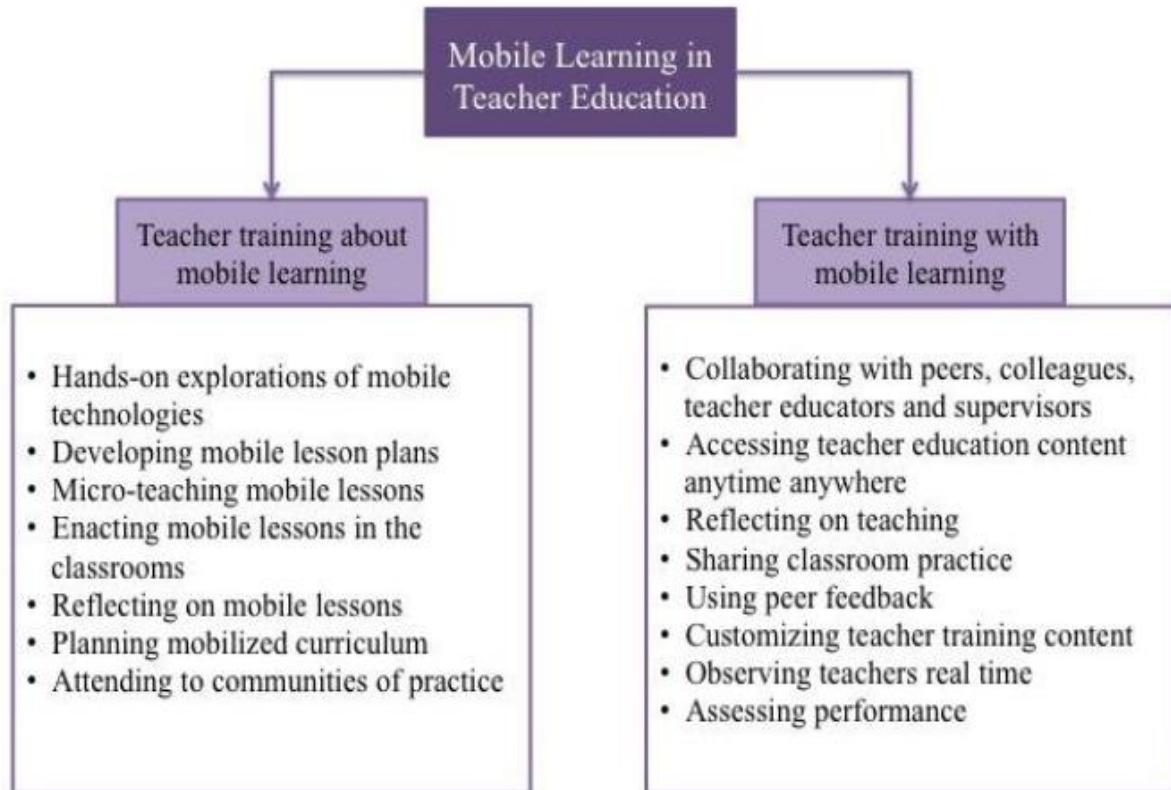 Mobile Learning in
Teacher Education
Teacher training about
mobile learning
• Hands-on explorations of mobile
technologies
• Developing mobile lesson plans
• Micro-teaching mobile lessons
• Enacting mobile lessons in the
classrooms
• Reflecting on mobile lessons
• Planning mobilized curriculum
• Attending to communities of practice
Teacher training with
mobile learning
• Collaborating with peers, colleagues,
teacher educators and supervisors
• Accessing teacher education content
anytime anywhere
• Reflecting on teaching
• Sharing classroom practice
• Using peer feedback
• Customizing teacher training content
• Observing teachers real time
• Assessing performance